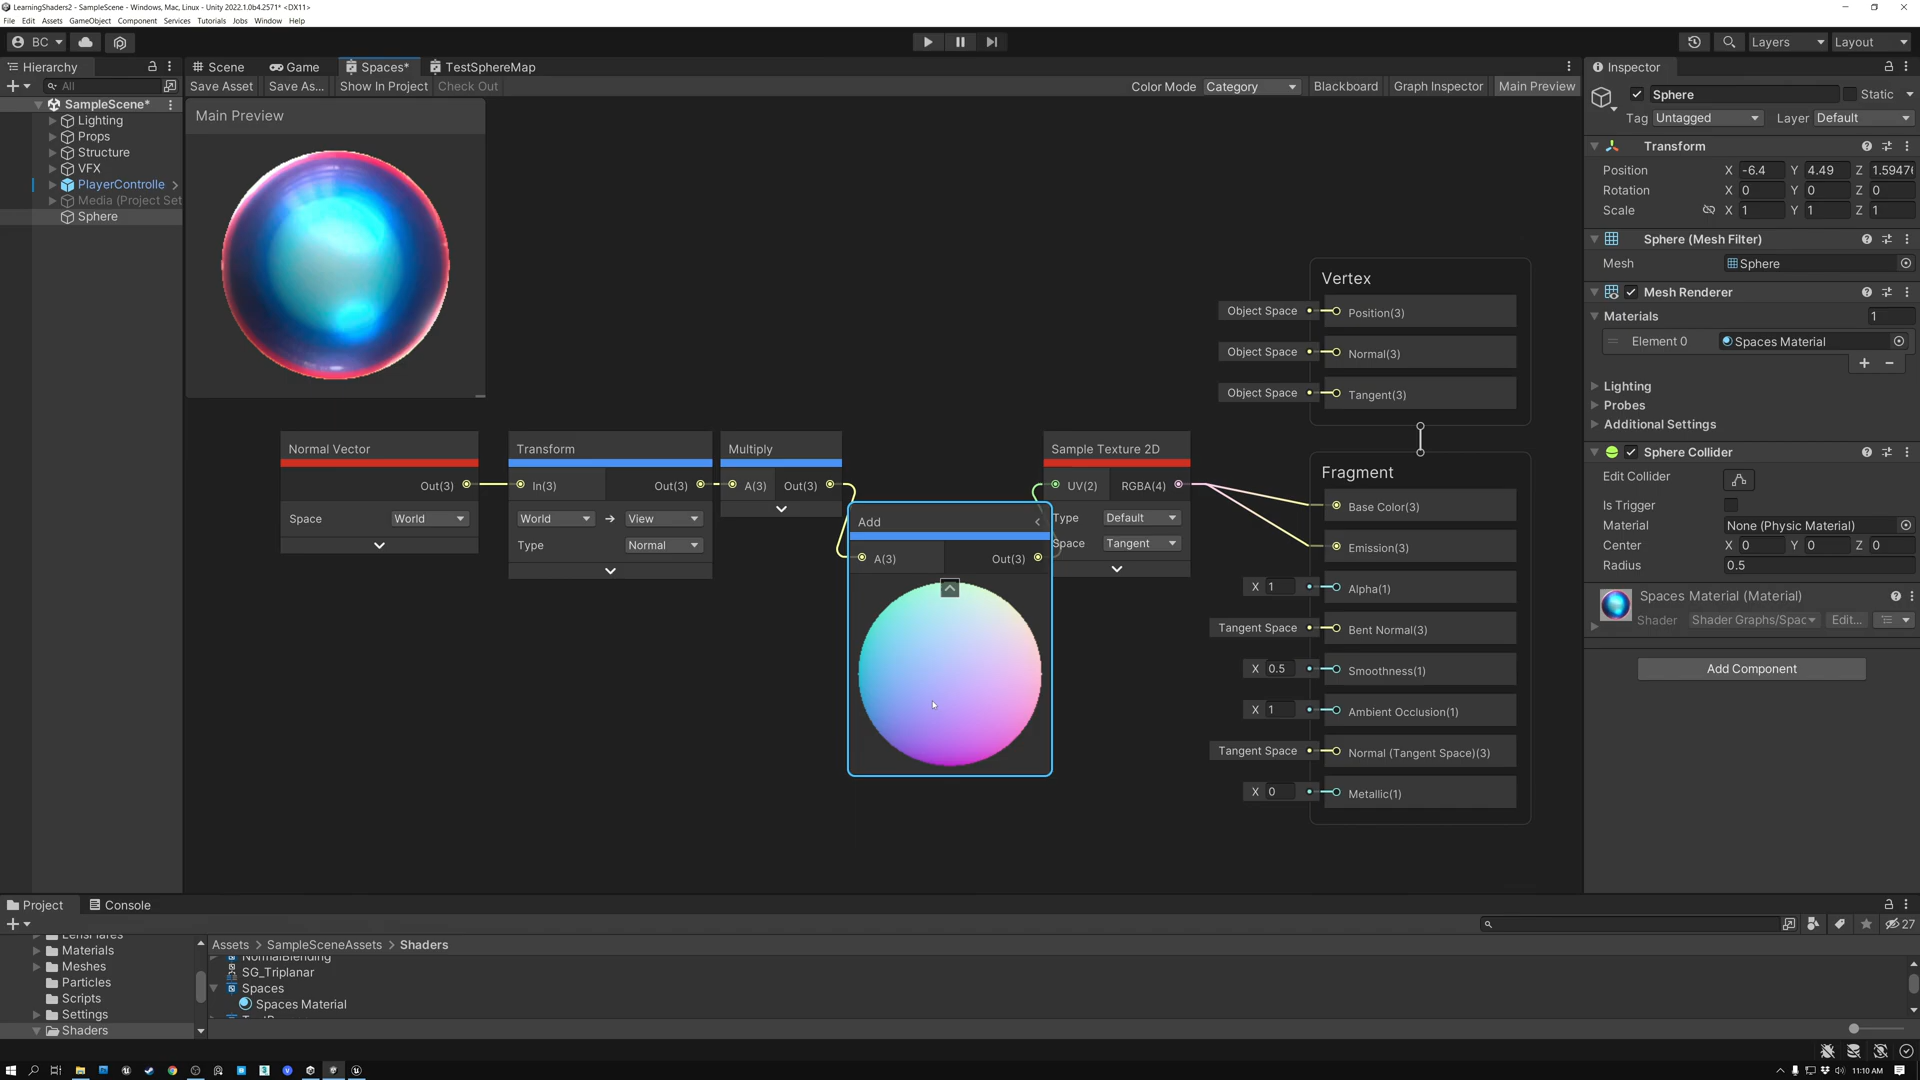 LearningShaders2 - SampleScene - Windows, Mac, Linux - Unity 2022.1.0b4.2571* <DX11>
File Edit Assets GameObject Component Services Tutorials Jobs Window Help
BC
Layers Layout
Hierarchy
All
SampleScene*
Lighting
Props
Structure
VFX
PlayerControlle
Media (Project Set
Sphere
Scene Game Spaces* TestSphereMap
Save Asset Save As... Show In Project Check Out
Color Mode Category Blackboard Graph Inspector Main Preview
Main Preview
Normal Vector
Out(3)
Space World
Transform
In(3) Out(3)
World View
Type Normal
Multiply
A(3) Out(3)
Add
A(3) Out(3)
Sample Texture 2D
UV(2) RGBA(4)
Type Default
Space Tangent
Vertex
Object Space Position(3)
Object Space Normal(3)
Object Space Tangent(3)
Fragment
Base Color(3)
Emission(3)
X 1 Alpha(1)
Tangent Space Bent Normal(3)
X 0.5 Smoothness(1)
X 1 Ambient Occlusion(1)
Tangent Space Normal (Tangent Space)(3)
X 0 Metallic(1)
Inspector
Sphere Static
Tag Untagged Layer Default
Transform
Position X -6.4 Y 4.49 Z 1.5947
Rotation X 0 Y 0 Z 0
Scale X 1 Y 1 Z 1
Sphere (Mesh Filter)
Mesh Sphere
Mesh Renderer
Materials 1
Element 0 Spaces Material
Lighting
Probes
Additional Settings
Sphere Collider
Edit Collider
Is Trigger
Material None (Physic Material)
Center X 0 Y 0 Z 0
Radius 0.5
Spaces Material (Material)
Shader Shader Graphs/Spac Edit...
Add Component
Project Console
27
Materials
Meshes
Particles
Scripts
Settings
Shaders
Assets > SampleSceneAssets > Shaders
NormalBlending
SG_Triplanar
Spaces
Spaces Material
11:10 AM